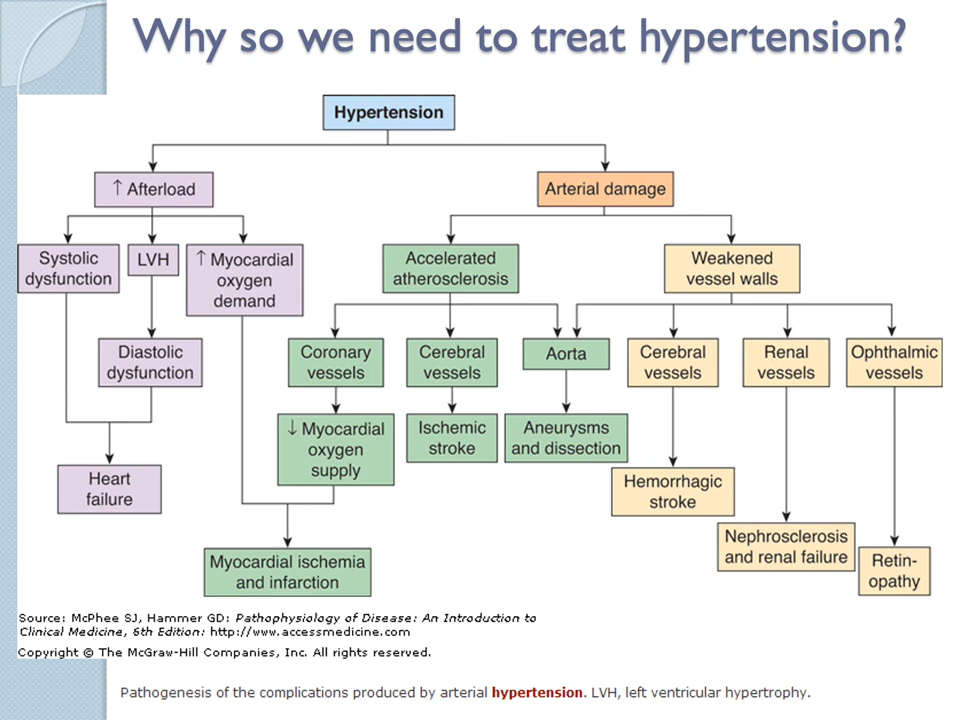 Why so we need to treat hypertension?
Hypertension
↑ Afterload
Arterial damage
Systolic
dysfunction
LVH
↑ Myocardial
oxygen
demand
Accelerated
atherosclerosis
Weakened
vessel walls
Diastolic
dysfunction
Coronary
vessels
Cerebral
vessels
Aorta
Cerebral
vessels
Renal
vessels
Ophthalmic
vessels
↓ Myocardial
oxygen
supply
Ischemic
stroke
Aneurysms
and dissection
Heart
failure
Hemorrhagic
stroke
Nephrosclerosis
and renal failure
Myocardial ischemia
and infarction
Retin-
opathy
Source: McPhee SJ, Hammer GD: Pathophysiology of Disease: An Introduction to
Clinical Medicine, 6th Edition: http://www.accessmedicine.com
Copyright © The McGraw-Hill Companies, Inc. All rights reserved.
Pathogenesis of the complications produced by arterial hypertension. LVH, left ventricular hypertrophy.